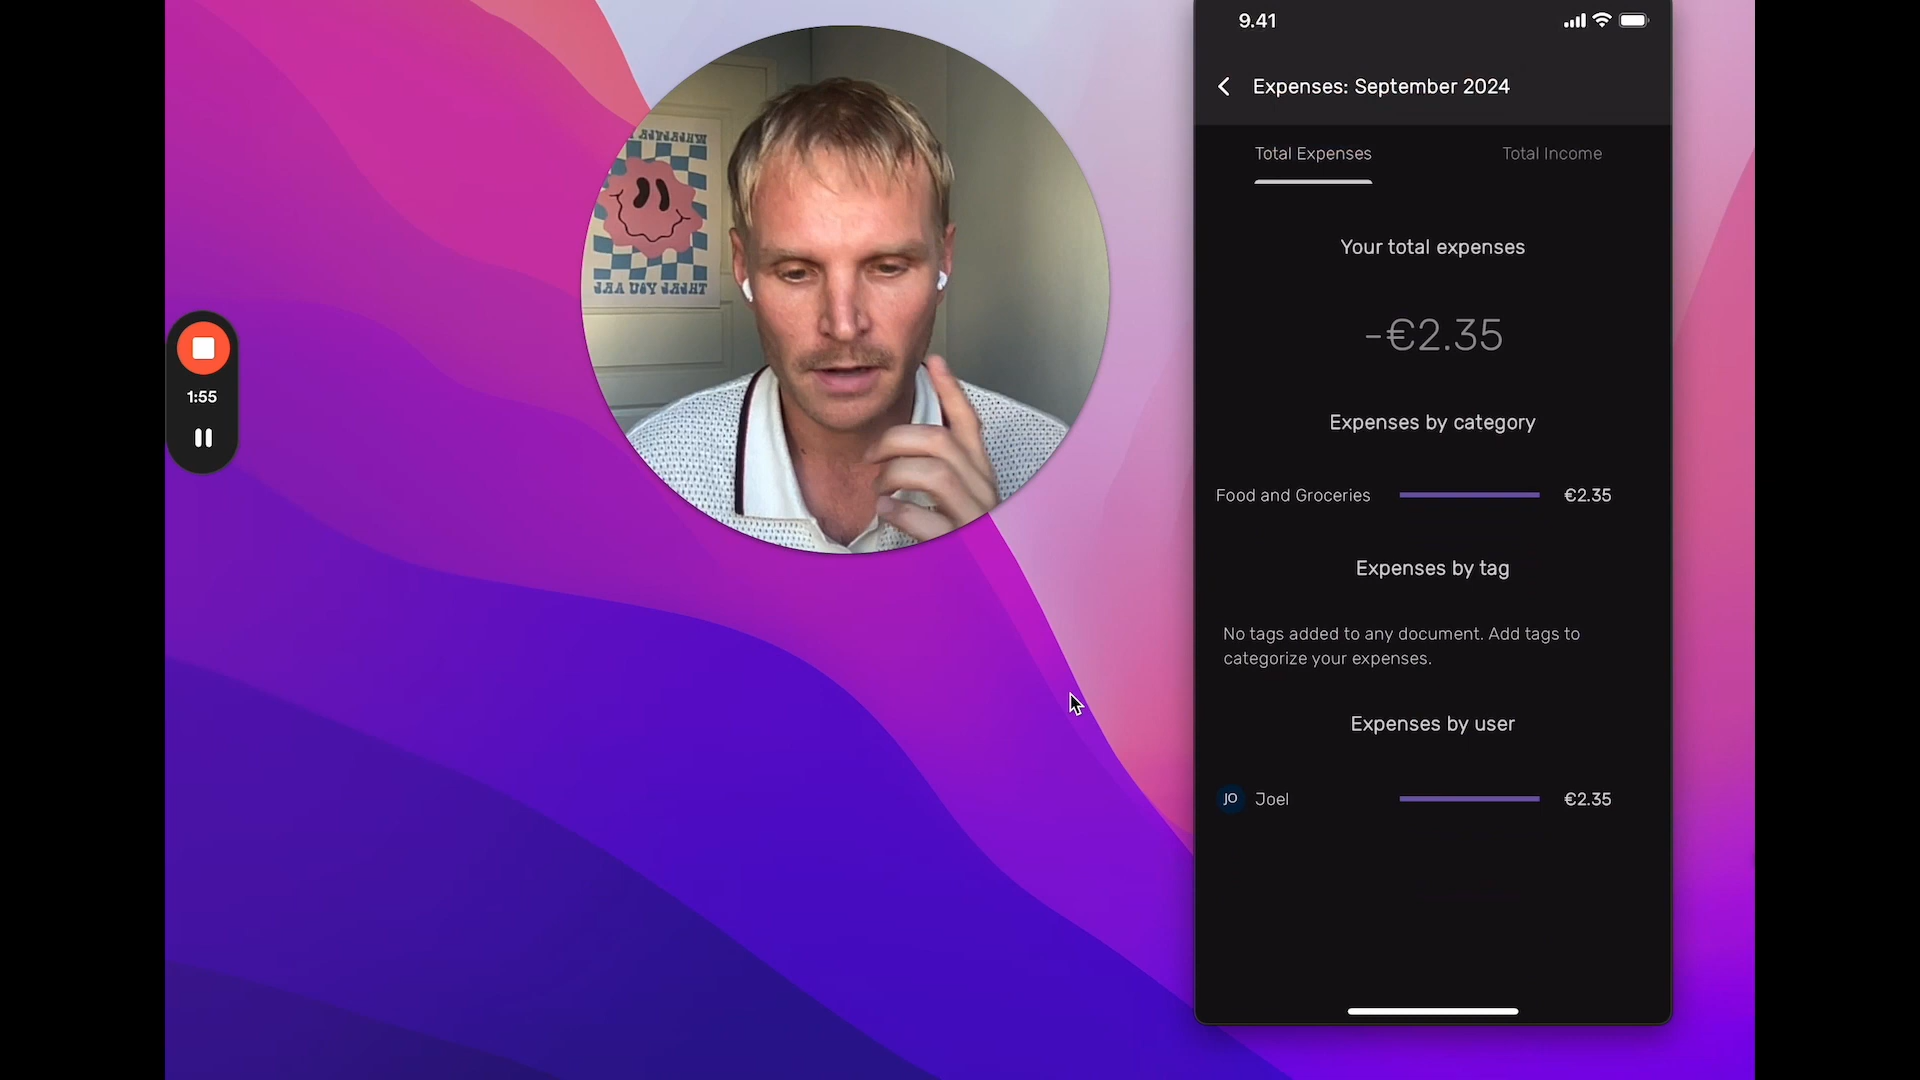 9.41
Expenses: September 2024
Total Expenses
Total Income
Your total expenses
-€2.35
Expenses by category
Food and Groceries
€2.35
Expenses by tag
No tags added to any document. Add tags to
categorize your expenses.
Expenses by user
JO
Joel
€2.35
1:55